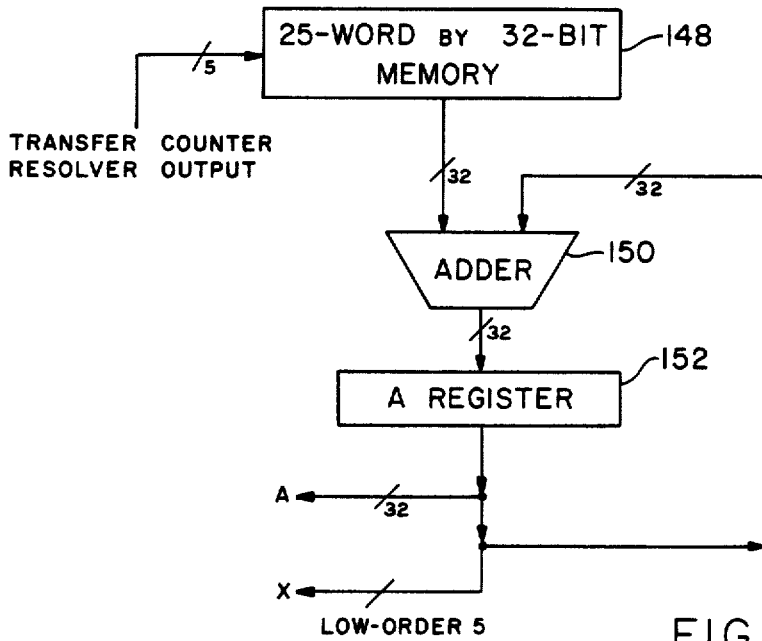 25-WORD BY 32-BIT
MEMORY
148
5
TRANSFER COUNTER
RESOLVER OUTPUT
32
32
ADDER
150
32
A REGISTER
152
A
32
X
LOW-ORDER 5
FIG